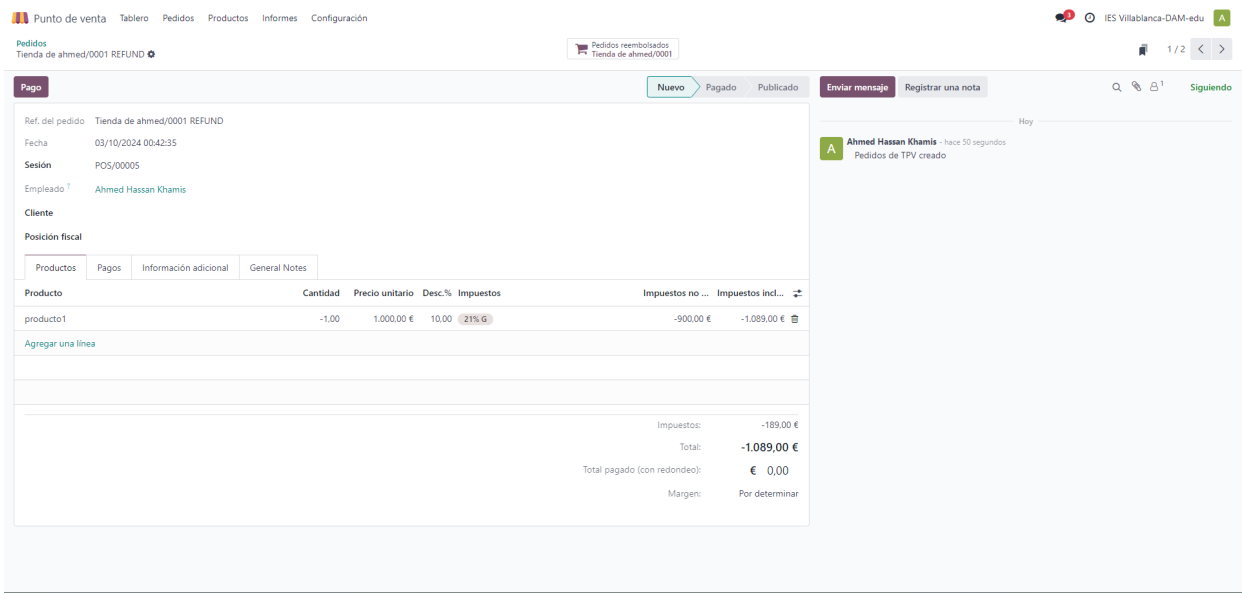 Punto de venta Tablero Pedidos Productos Informes Configuración
3 IES Villablanca-DAM-edu A
Pedidos
Tienda de ahmed/0001 REFUND
Pedidos reembolsados
Tienda de ahmed/0001
1 / 2
Pago
Nuevo Pagado Publicado
Enviar mensaje Registrar una nota
1 Siguiendo
Ref. del pedido Tienda de ahmed/0001 REFUND
Fecha 03/10/2024 00:42:35
Sesión POS/00005
Empleado ? Ahmed Hassan Khamis
Cliente
Posición fiscal
Hoy
A Ahmed Hassan Khamis - hace 50 segundos
Pedidos de TPV creado
Productos Pagos Información adicional General Notes
Producto Cantidad Precio unitario Desc.% Impuestos Impuestos no ... Impuestos incl...
producto1 -1,00 1.000,00 € 10,00 21% G -900,00 € -1.089,00 €
Agregar una línea
Impuestos: -189,00 €
Total: -1.089,00 €
Total pagado (con redondeo): € 0,00
Margen: Por determinar